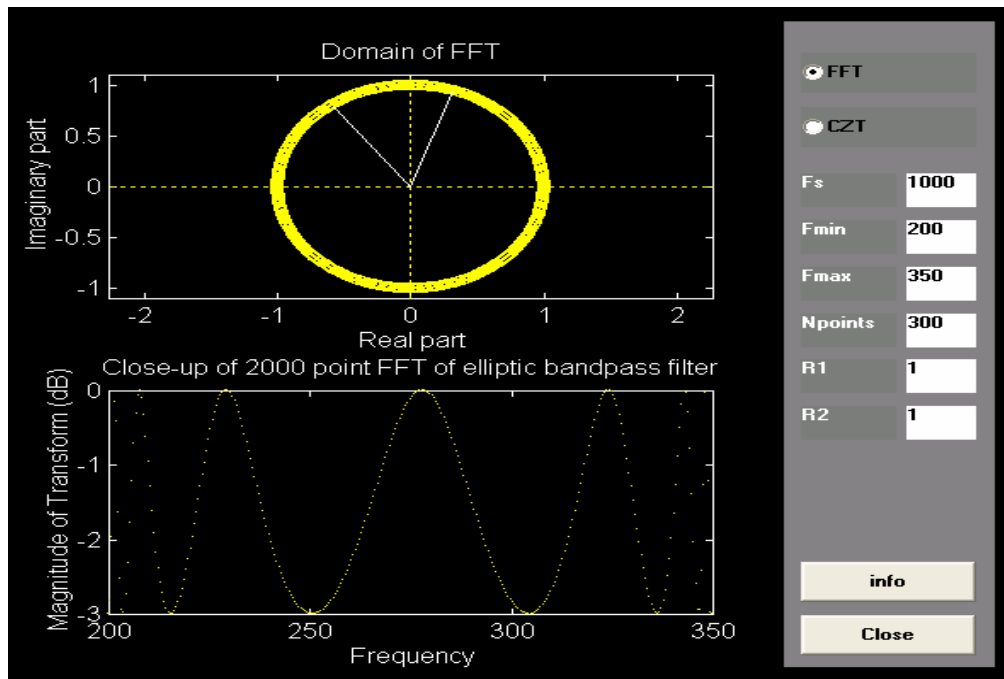 Domain of FFT
Imaginary part
1
0.5
0
-0.5
-1
-2
-1
0
1
2
Real part
Close-up of 2000 point FFT of elliptic bandpass filter
Magnitude of Transform (dB)
0
-1
-2
-3
200
250
300
350
Frequency
FFT
CZT
Fs 1000
Fmin 200
Fmax 350
Npoints 300
R1 1
R2 1
info
Close